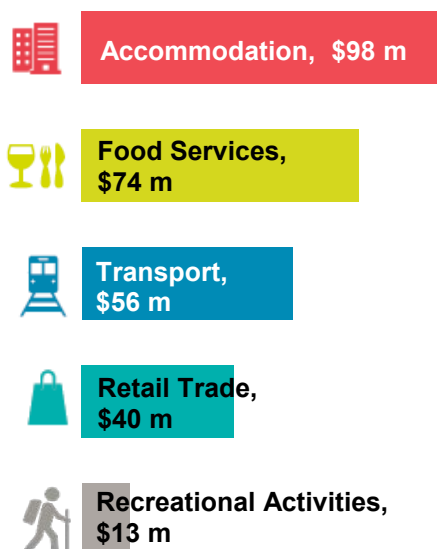 Accommodation, $98 m
Food Services,
$74 m
Transport,
$56 m
Retail Trade,
$40 m
Recreational Activities,
$13 m